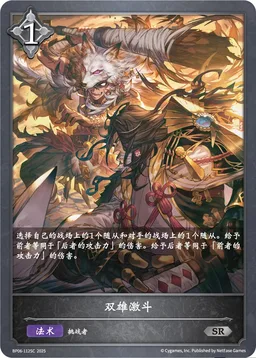 1
选择自己的战场上的1个随从和对手的战场上的1个随从。给予
前者等同于「后者的攻击力」的伤害。给予后者等同于「前者的
攻击力」的伤害。
双雄激斗
法术 挑战者 SR
BP06-112SC 2025 © Cygames, Inc. Published by NetEase Games